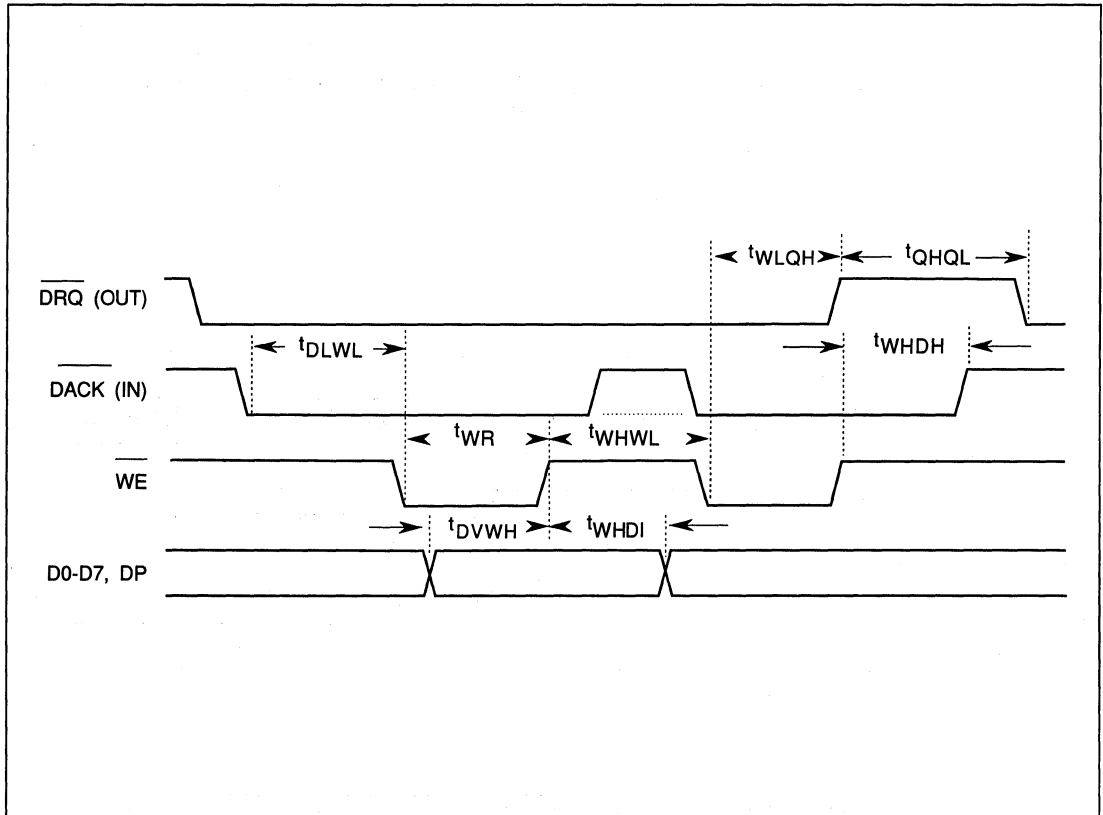 tWLQH tQHQL
DRQ (OUT)
tDLWL tWHDH
DACK (IN)
tWR tWHWL
WE
tDVWH tWHDI
D0-D7, DP